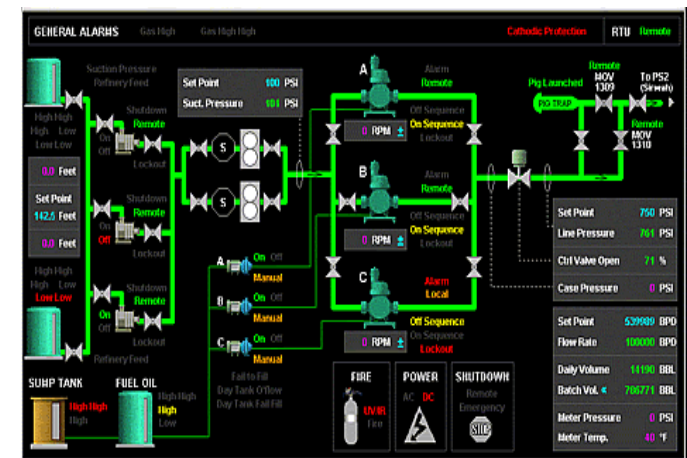 GENERAL ALARMS Gas High Gas High High Cathodic Protection RTU Remote
Suction Pressure
Refinery Feed
Set Point 100 PSI
Suct. Pressure 101 PSI
A Alarm
Remote
Off Sequence
On Sequence
Lockout
0 RPM
Remote
MOV
1309
Pig Launched
PIG TRAP
To PS2
Remote
MOV
1310
High High
High Low
Low Low
Shutdown
Remote
On
Off
Lockout
S
S
0.0 Feet
Set Point
142.5 Feet
0.0 Feet
Shutdown
Remote
On
Off
Lockout
B Alarm
Remote
Off Sequence
On Sequence
Lockout
0 RPM
High High
High Low
Low Low
Shutdown
Remote
On
Off
Lockout
Refinery Feed
A On Off
Manual
B On Off
Manual
C On Off
Manual
C Alarm
Local
Off Sequence
On Sequence
Lockout
0 RPM
Set Point 750 PSI
Line Pressure 761 PSI
Ctrl Valve Open 71 %
Case Pressure 0 PSI
Set Point 539989 BPD
Flow Rate 100000 BPD
Daily Volume 14190 BBL
Batch Vol. 706771 BBL
Meter Pressure 0 PSI
Meter Temp. 40 °F
SUMP TANK
High High
High
FUEL OIL
High High
High
Low
Fail to Fill
Day Tank O'flow
Day Tank Fail Fill
FIRE
UV IR
Fire
POWER
AC DC
SHUTDOWN
Remote
Emergency